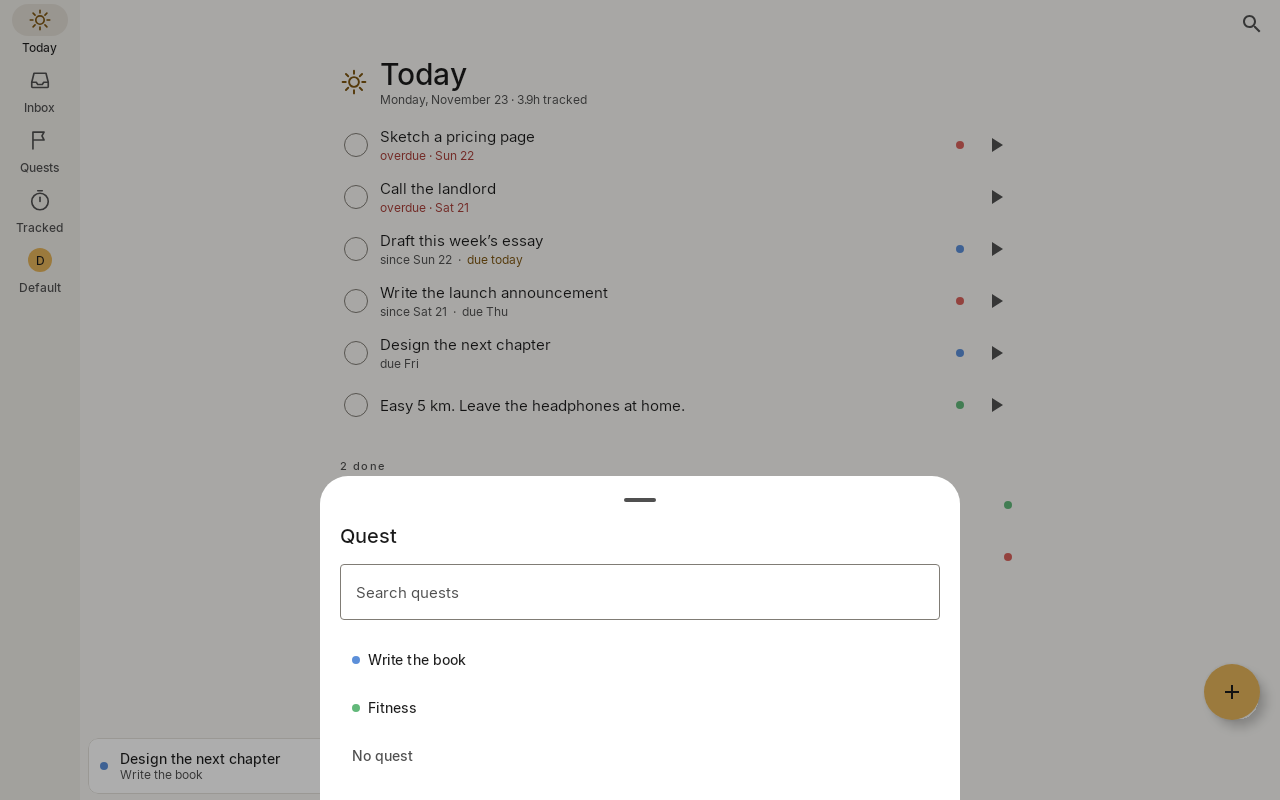 Today
Inbox
Quests
Tracked
D
Default
Today
Monday, November 23 · 3.9h tracked
Sketch a pricing page
overdue · Sun 22
Call the landlord
overdue · Sat 21
Draft this week’s essay
since Sun 22 · due today
Write the launch announcement
since Sat 21 · due Thu
Design the next chapter
due Fri
Easy 5 km. Leave the headphones at home.
2 done
Quest
Search quests
Write the book
Fitness
No quest
Design the next chapter
Write the book